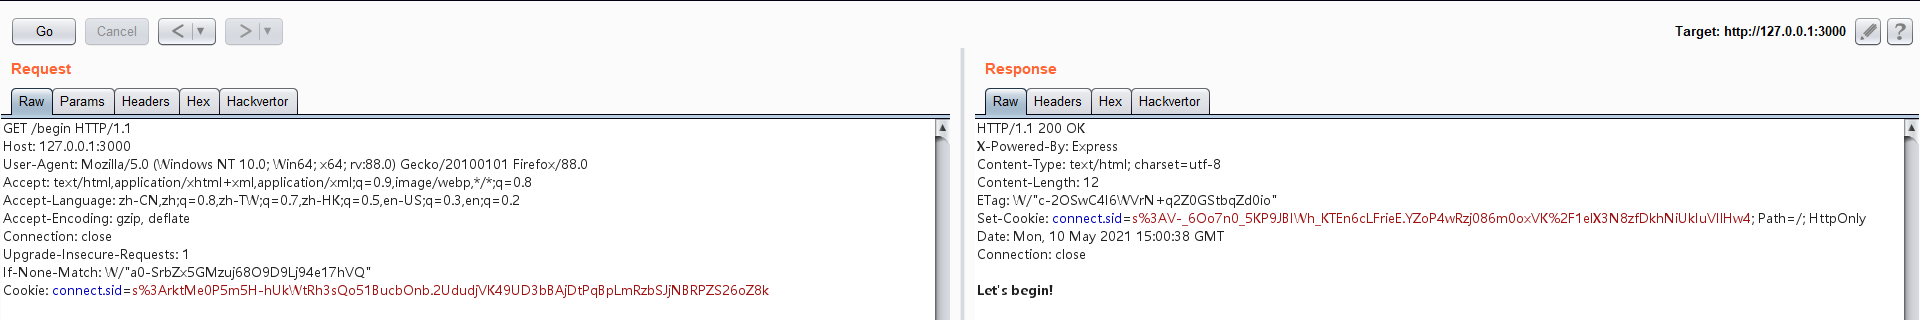 Go Cancel < > Target: http://127.0.0.1:3000 ?
Request
Raw Params Headers Hex Hackvertor
GET /begin HTTP/1.1
Host: 127.0.0.1:3000
User-Agent: Mozilla/5.0 (Windows NT 10.0; Win64; x64; rv:88.0) Gecko/20100101 Firefox/88.0
Accept: text/html,application/xhtml+xml,application/xml;q=0.9,image/webp,*/*;q=0.8
Accept-Language: zh-CN,zh;q=0.8,zh-TW;q=0.7,zh-HK;q=0.5,en-US;q=0.3,en;q=0.2
Accept-Encoding: gzip, deflate
Connection: close
Upgrade-Insecure-Requests: 1
If-None-Match: W/"a0-SrbZx5GMzuj68O9D9Lj94e17hVQ"
Cookie: connect.sid=s%3ArktMe0P5m5H-hUkWtRh3sQo51BucbOnb.2UdudjVK49UD3bBAjDtPqBpLmRzbSJjNBRPZS26oZ8k
Response
Raw Headers Hex Hackvertor
HTTP/1.1 200 OK
X-Powered-By: Express
Content-Type: text/html; charset=utf-8
Content-Length: 12
ETag: W/"c-2OSwC4I6WVrN+q2Z0GStbqZd0io"
Set-Cookie: connect.sid=s%3AV-_6Oo7n0_5KP9JBIWh_KTEn6cLFrieE.YZoP4wRzj086m0oxVK%2F1elX3N8zfDkhNiUkIuVIIHw4; Path=/; HttpOnly
Date: Mon, 10 May 2021 15:00:38 GMT
Connection: close
Let's begin!